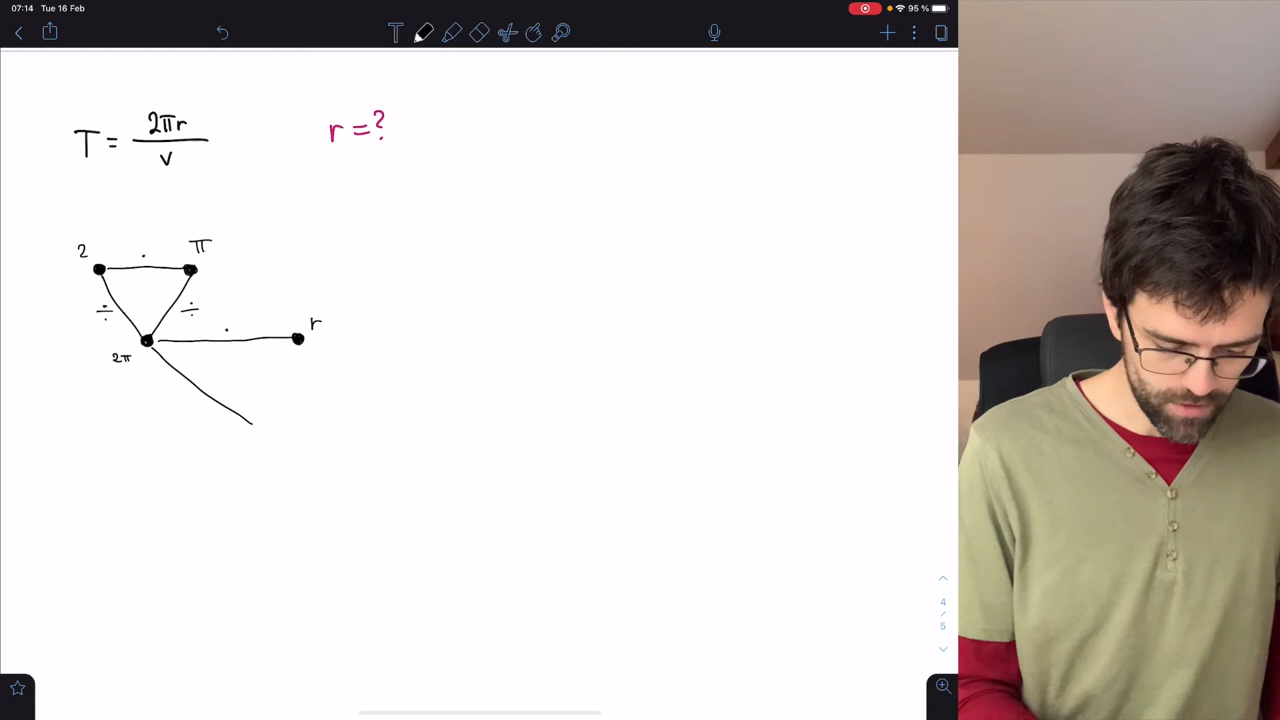 07:14 Tue 16 Feb
95 %
T
T = 2πr / v
r = ?
2 · π
÷ ÷
· r
2π
4
/
5